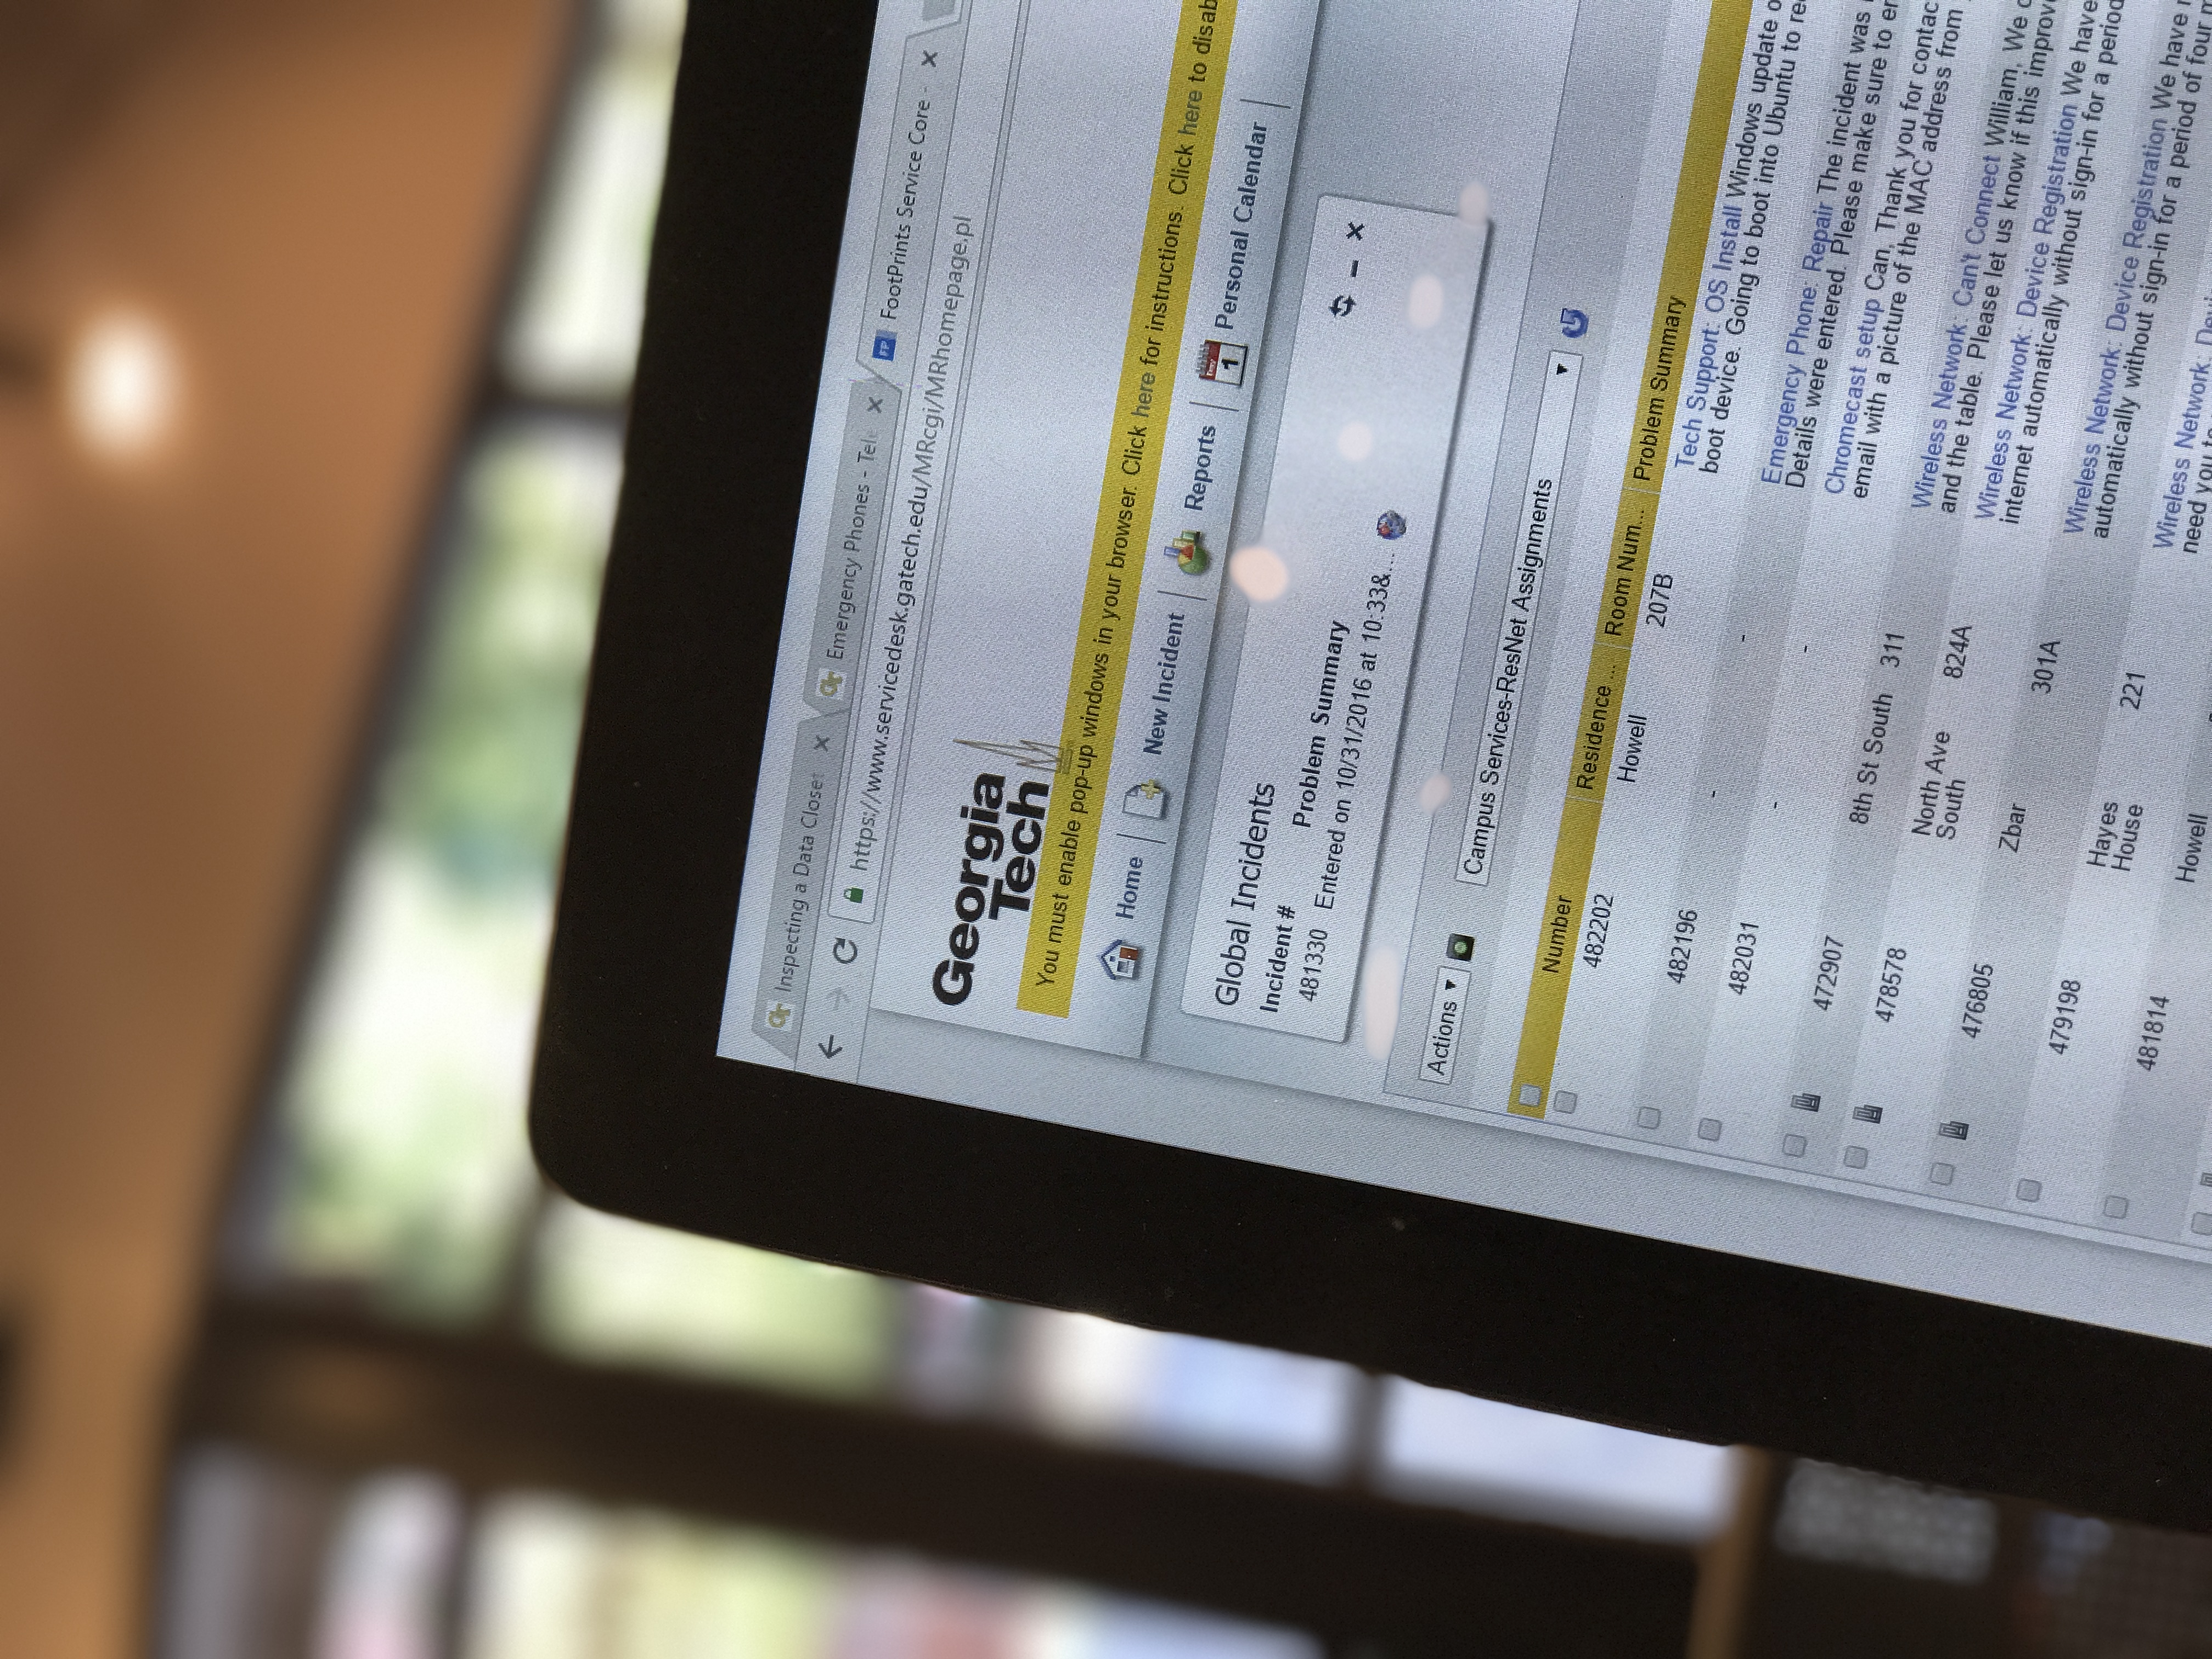 Inspecting a Data Closet
Emergency Phones - Tele
FootPrints Service Core -
https://www.servicedesk.gatech.edu/MRcgi/MRhomepage.pl
Georgia
Tech
You must enable pop-up windows in your browser. Click here for instructions. Click here to disab
Home
New Incident
Reports
Personal Calendar
Global Incidents
Incident # Problem Summary
481330 Entered on 10/31/2016 at 10:33&...
Actions
Campus Services-ResNet Assignments
Number Residence ... Room Num... Problem Summary
482202 Howell 207B Tech Support: OS Install Windows update
boot device. Going to boot into Ubuntu to
482196 - - Emergency Phone: Repair The incident was
Details were entered. Please make sure to
482031 - - Chromecast setup Can, Thank you for contac
email with a picture of the MAC address from
472907 8th St South 311 Wireless Network: Can't Connect William, We
and the table. Please let us know if this improv
478578 North Ave South 824A Wireless Network: Device Registration We have
internet automatically without sign-in for a period
476805 Zbar 301A Wireless Network: Device Registration We have
automatically without sign-in for a period of four
479198 Hayes House 221 Wireless Network:
need you to
481814 Howell